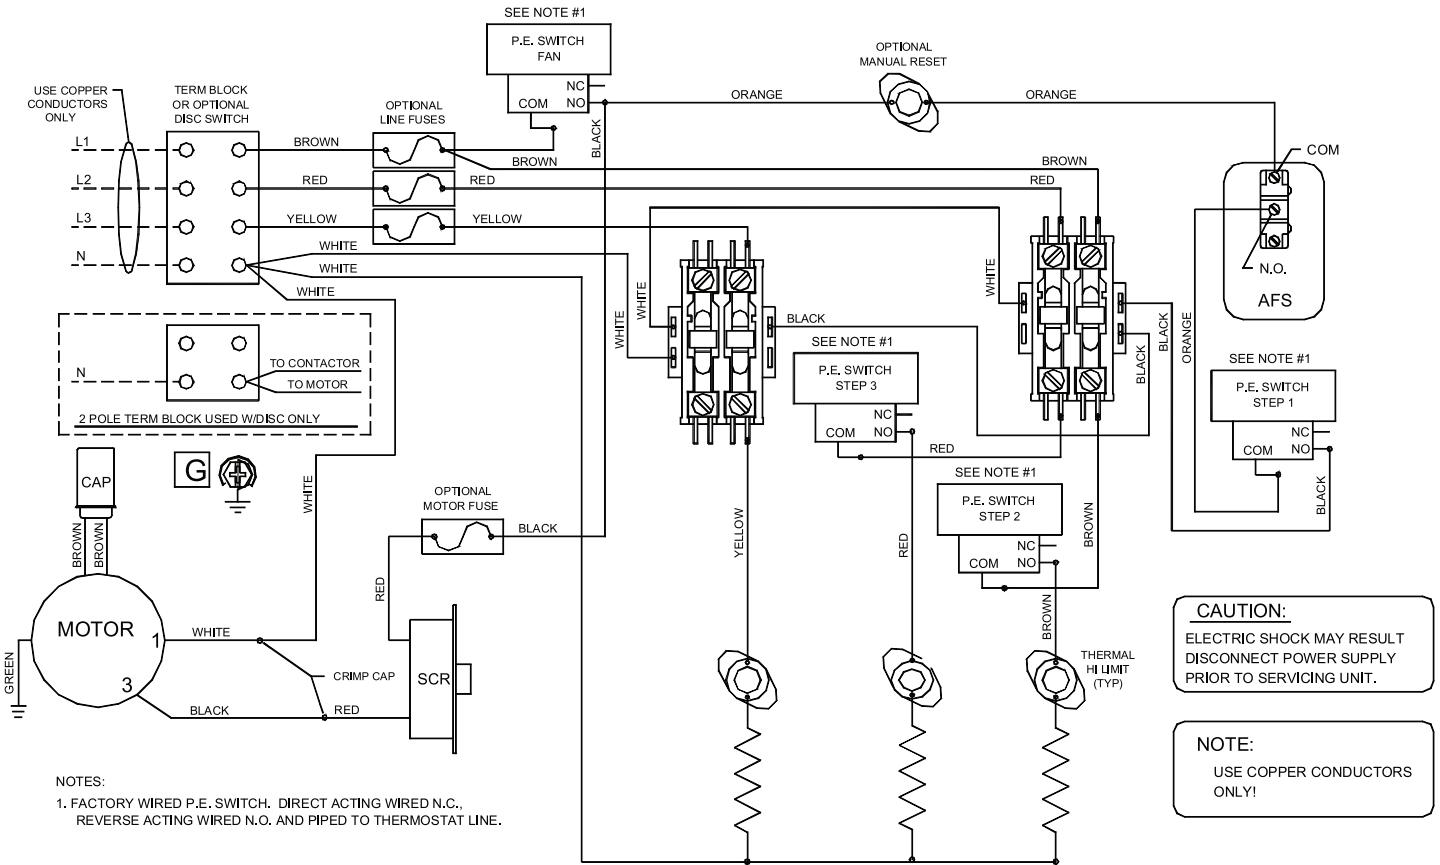 SEE NOTE #1
P.E. SWITCH
FAN
NC
COM NO
USE COPPER
CONDUCTORS
ONLY
TERM BLOCK
OR OPTIONAL
DISC SWITCH
OPTIONAL
LINE FUSES
OPTIONAL
MANUAL RESET
ORANGE
ORANGE
BLACK
L1
BROWN
BROWN
BROWN
COM
L2
RED
RED
RED
L3
YELLOW
YELLOW
N
WHITE
WHITE
WHITE
WHITE
WHITE
WHITE
BLACK
BLACK
BLACK
ORANGE
N.O.
AFS
N
TO CONTACTOR
TO MOTOR
2 POLE TERM BLOCK USED W/DISC ONLY
SEE NOTE #1
P.E. SWITCH
STEP 3
NC
COM NO
RED
SEE NOTE #1
P.E. SWITCH
STEP 1
NC
COM NO
BLACK
SEE NOTE #1
P.E. SWITCH
STEP 2
NC
COM NO
BROWN
CAP
G
WHITE
OPTIONAL
MOTOR FUSE
BLACK
BROWN
BROWN
RED
YELLOW
RED
BROWN
MOTOR
1
3
WHITE
GREEN
CRIMP CAP
SCR
BLACK
RED
THERMAL
HI LIMIT
(TYP)
CAUTION:
ELECTRIC SHOCK MAY RESULT
DISCONNECT POWER SUPPLY
PRIOR TO SERVICING UNIT.
NOTE:
USE COPPER CONDUCTORS
ONLY!
NOTES:
1. FACTORY WIRED P.E. SWITCH. DIRECT ACTING WIRED N.C.,
REVERSE ACTING WIRED N.O. AND PIPED TO THERMOSTAT LINE.